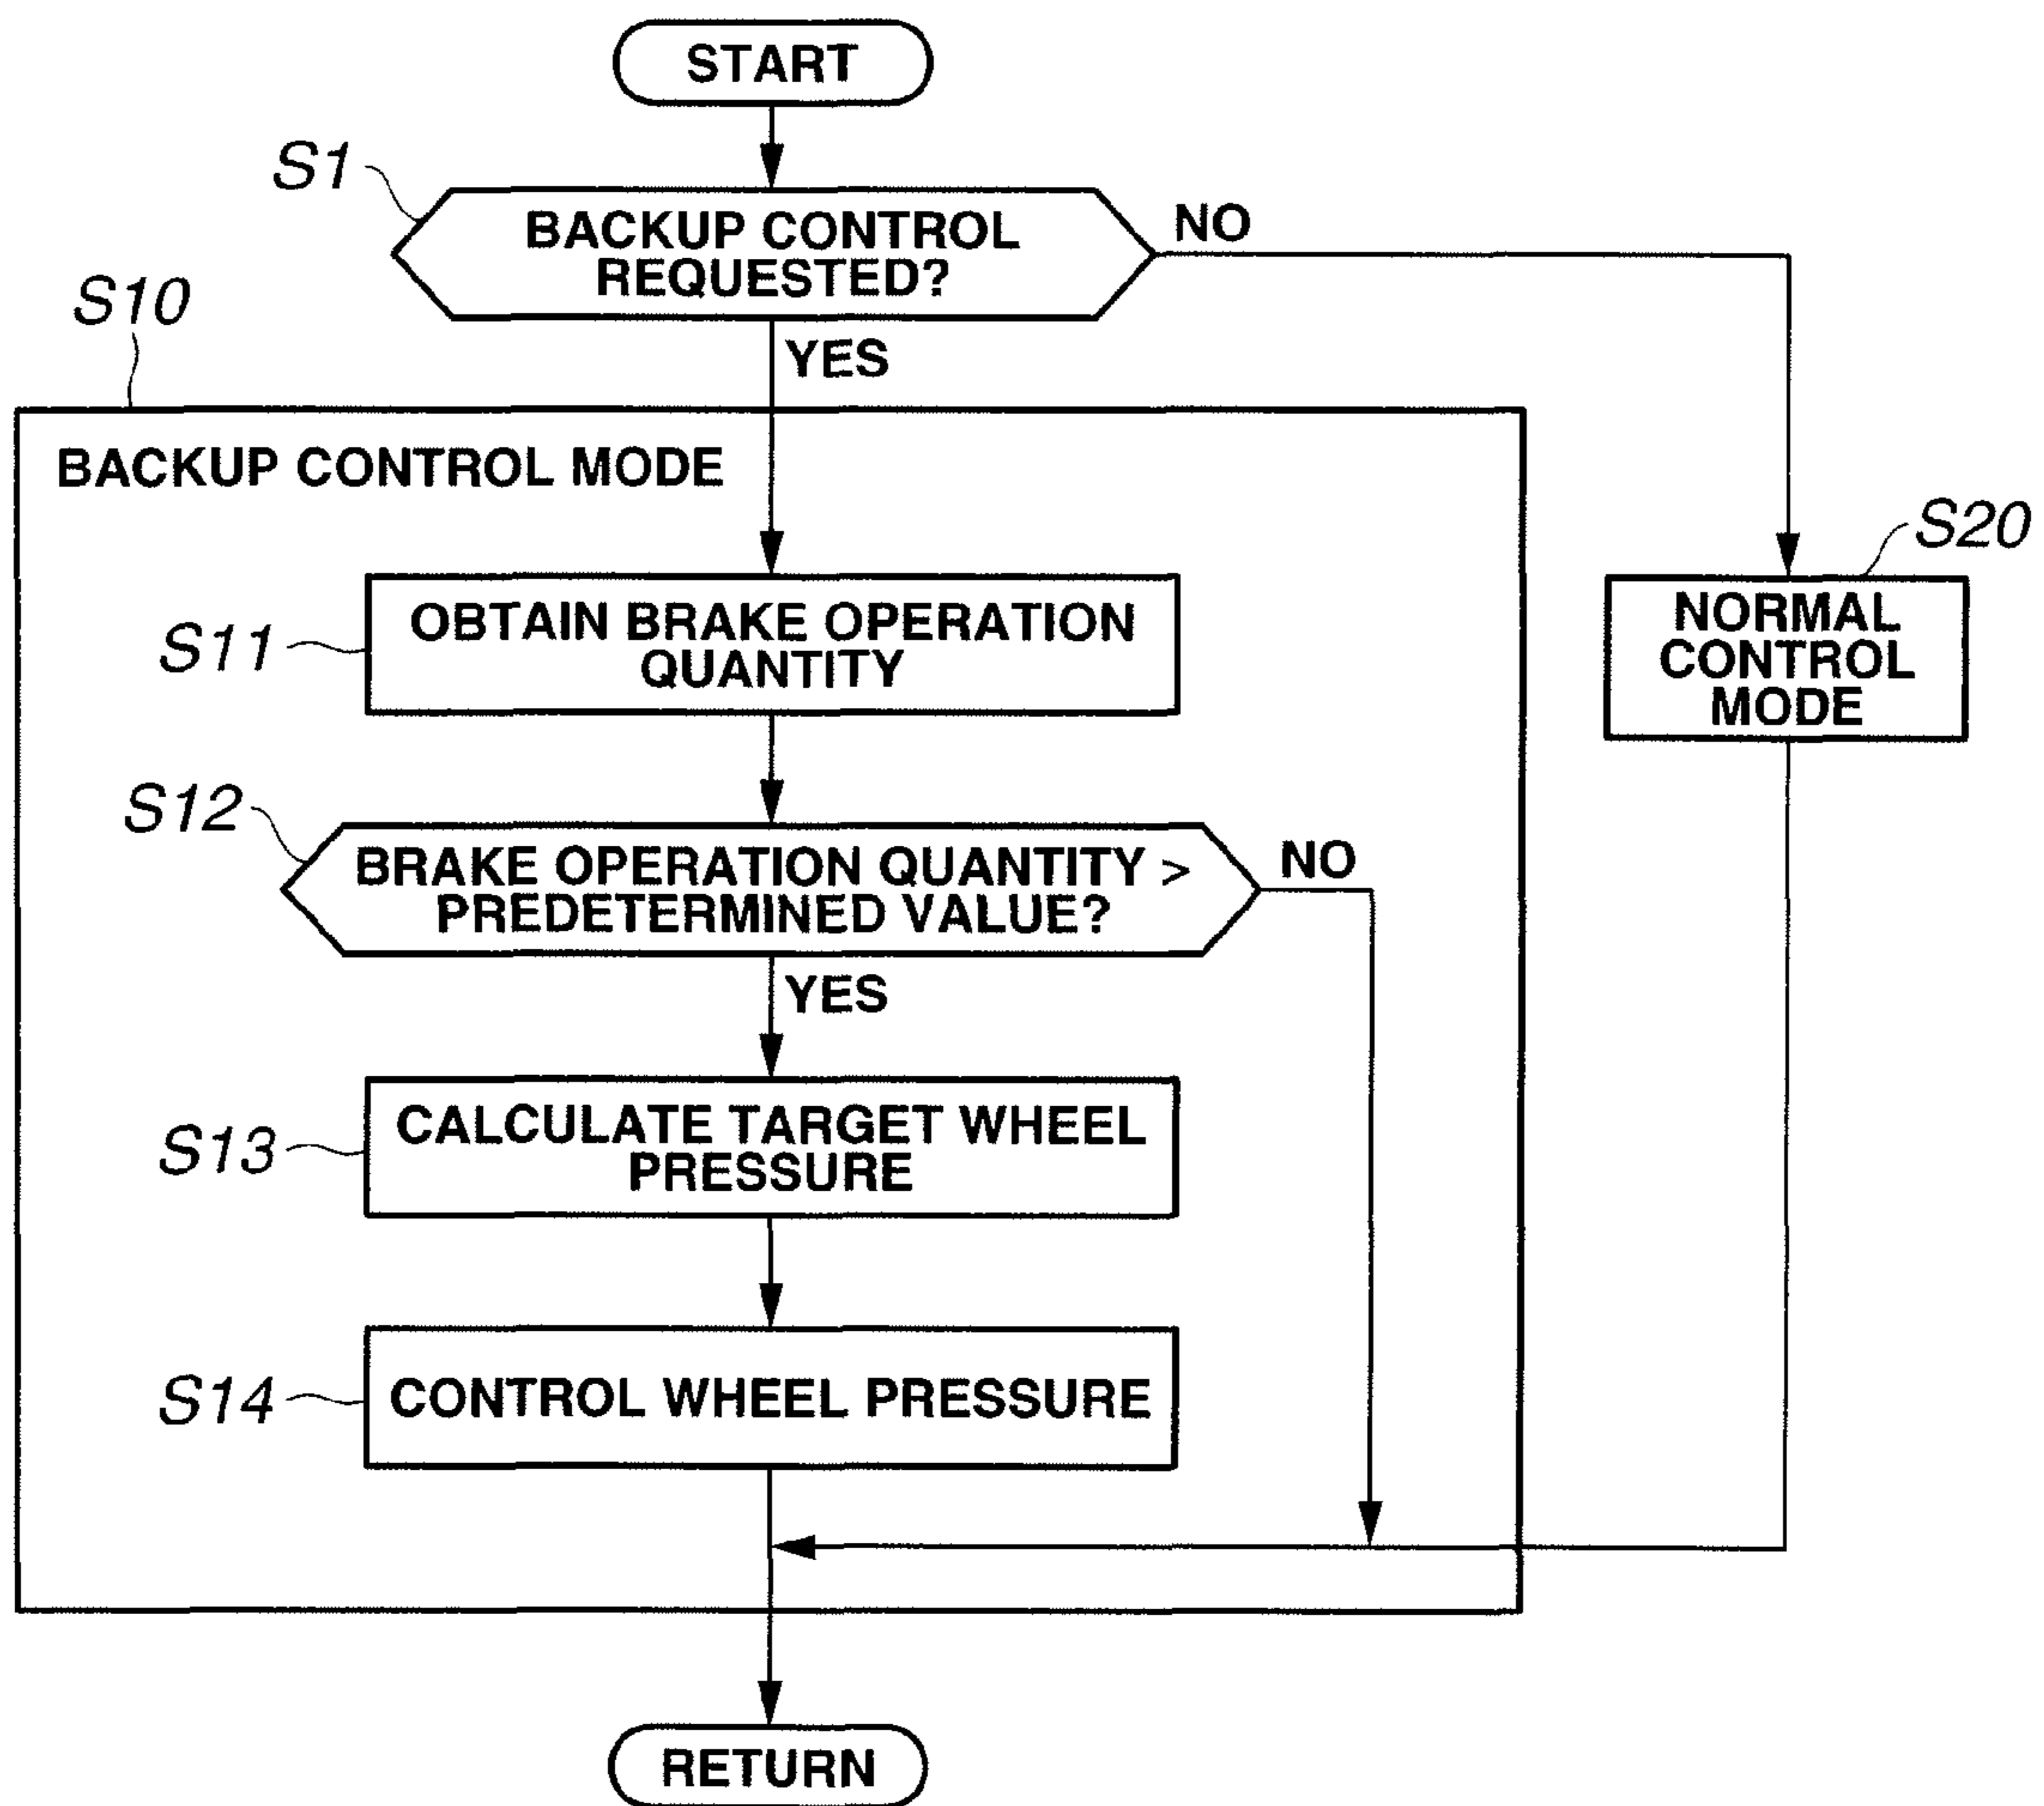 START
S1
BACKUP CONTROL
REQUESTED?
NO
S10
YES
BACKUP CONTROL MODE
S20
NORMAL
CONTROL
MODE
S11
OBTAIN BRAKE OPERATION
QUANTITY
S12
BRAKE OPERATION QUANTITY >
PREDETERMINED VALUE?
NO
YES
S13
CALCULATE TARGET WHEEL
PRESSURE
S14
CONTROL WHEEL PRESSURE
RETURN